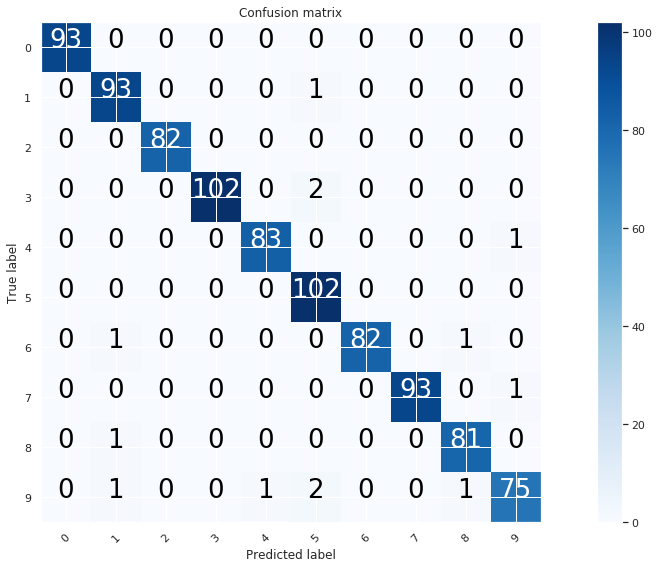 Confusion matrix
0 93 0 0 0 0 0 0 0 0 0
1 0 93 0 0 0 1 0 0 0 0
2 0 0 82 0 0 0 0 0 0 0
3 0 0 0 102 0 2 0 0 0 0
4 0 0 0 0 83 0 0 0 0 1
5 0 0 0 0 0 102 0 0 0 0
6 0 1 0 0 0 0 82 0 1 0
7 0 0 0 0 0 0 0 93 0 1
8 0 1 0 0 0 0 0 0 81 0
9 0 1 0 0 1 2 0 0 1 75
0 1 2 3 4 5 6 7 8 9
True label
Predicted label
100
80
60
40
20
0